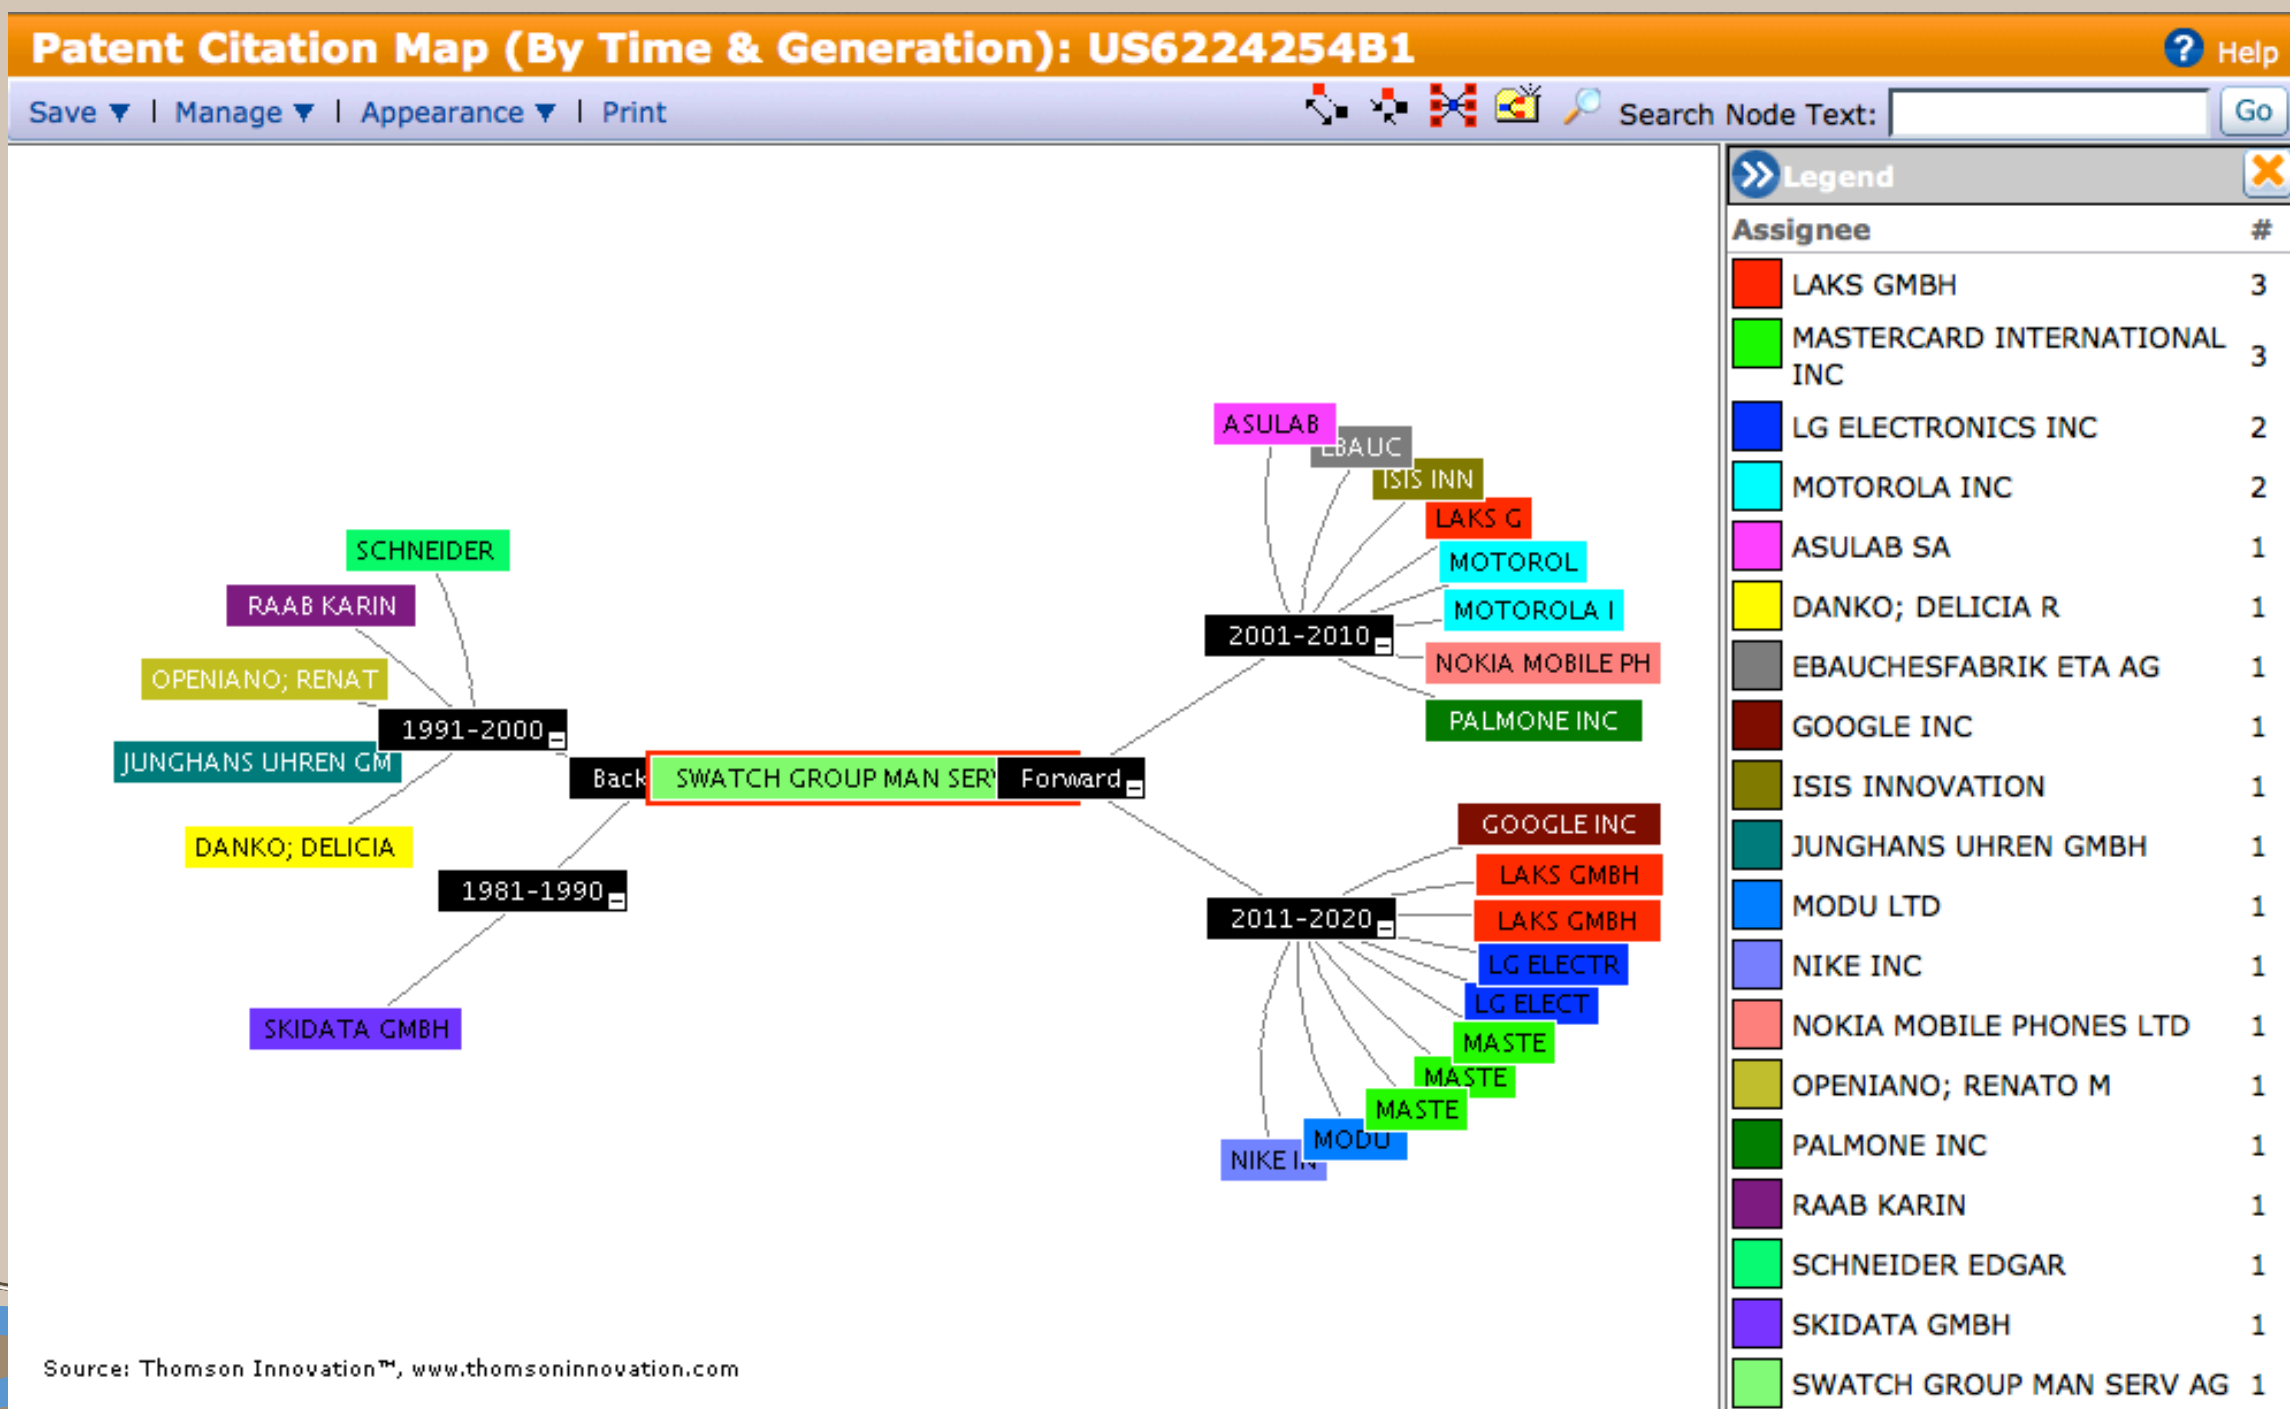 Patent Citation Map (By Time & Generation): US6224254B1
? Help
Save | Manage | Appearance | Print
Search Node Text:
Go
Legend
Assignee #
LAKS GMBH 3
MASTERCARD INTERNATIONAL
INC 3
LG ELECTRONICS INC 2
MOTOROLA INC 2
ASULAB SA 1
DANKO; DELICIA R 1
EBAUCHESFABRIK ETA AG 1
GOOGLE INC 1
ISIS INNOVATION 1
JUNGHANS UHREN GMBH 1
MODU LTD 1
NIKE INC 1
NOKIA MOBILE PHONES LTD 1
OPENIANO; RENATO M 1
PALMONE INC 1
RAAB KARIN 1
SCHNEIDER EDGAR 1
SKIDATA GMBH 1
SWATCH GROUP MAN SERV AG 1
SCHNEIDER
RAAB KARIN
OPENIANO; RENAT
1991-2000
JUNGHANS UHREN GM
DANKO; DELICIA
1981-1990
SKIDATA GMBH
Back
SWATCH GROUP MAN SER
Forward
ASULAB
EBAUC
ISIS INN
LAKS G
MOTOROL
MOTOROLA I
2001-2010
NOKIA MOBILE PH
PALMONE INC
GOOGLE INC
LAKS GMBH
LAKS GMBH
2011-2020
LG ELECTR
LG ELECT
MASTE
MASTE
MASTE
MODU
NIKE IN
Source: Thomson Innovation™, www.thomsoninnovation.com